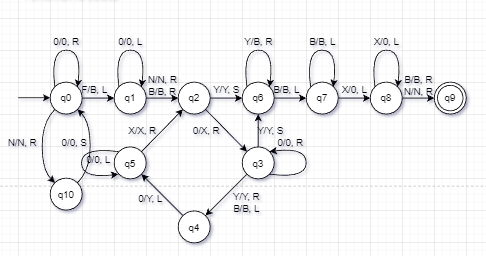 0/0, R
0/0, L
Y/B, R
B/B, L
X/0, L
q0
F/B, L
q1
N/N, R
B/B, R
q2
Y/Y, S
q6
B/B, L
q7
X/0, L
q8
B/B, R
N/N, R
q9
N/N, R
0/0, S
X/X, R
0/X, R
Y/Y, S
0/0, R
0/0, L
q5
q3
q10
0/Y, L
Y/Y, R
B/B, L
q4